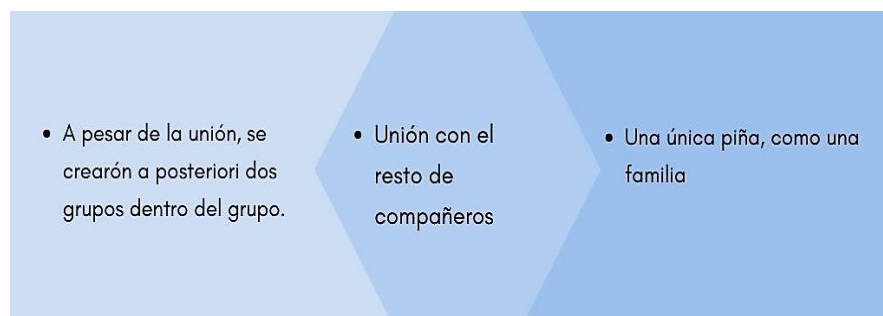 • A pesar de la unión, se
crearón a posteriori dos
grupos dentro del grupo.
• Unión con el
resto de
compañeros
• Una única piña, como una
familia